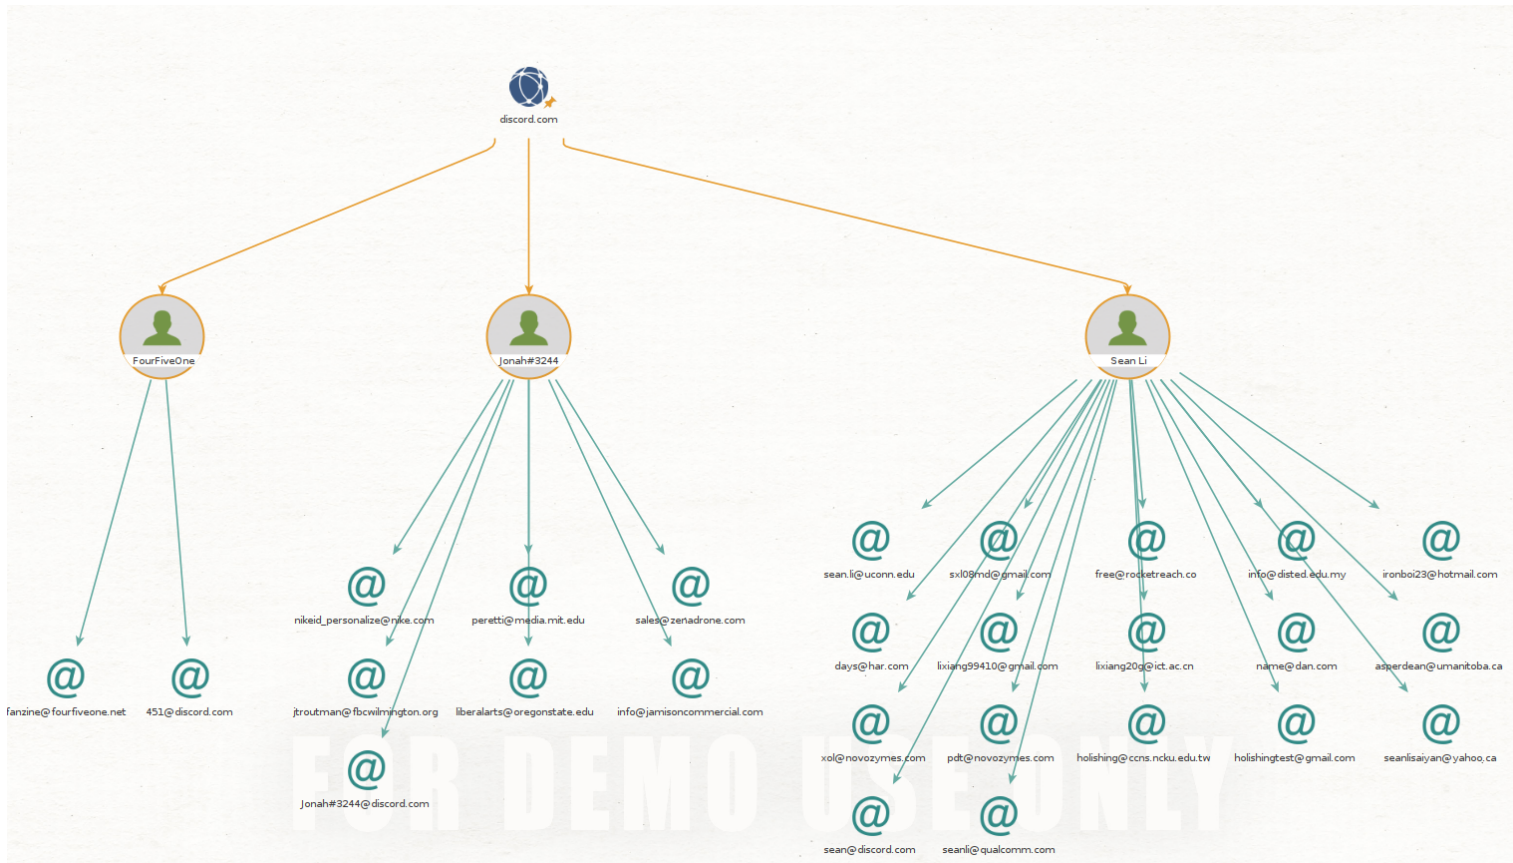 discord.com
FourFiveOne
Jonah#3244
Sean Li
sean.li@uconn.edu
sxl08md@gmail.com
free@rocketreach.co
info@disted.edu.my
ironboi23@hotmail.com
nikeid_personalize@nike.com
peretti@media.mit.edu
sales@zenadrone.com
days@har.com
lixiang99410@gmail.com
lixiang20g@ict.ac.cn
name@dan.com
asperdean@umanitoba.ca
fanzine@fourfiveone.net
451@discord.com
jtroutman@fbcwilmington.org
liberalarts@oregonstate.edu
info@jamisoncommercial.com
xol@novozymes.com
pdt@novozymes.com
holishing@ccns.ncku.edu.tw
holishingtest@gmail.com
seanlisaiyan@yahoo,ca
Jonah#3244@discord.com
sean@discord.com
seanli@qualcomm.com
FOR DEMO USE ONLY